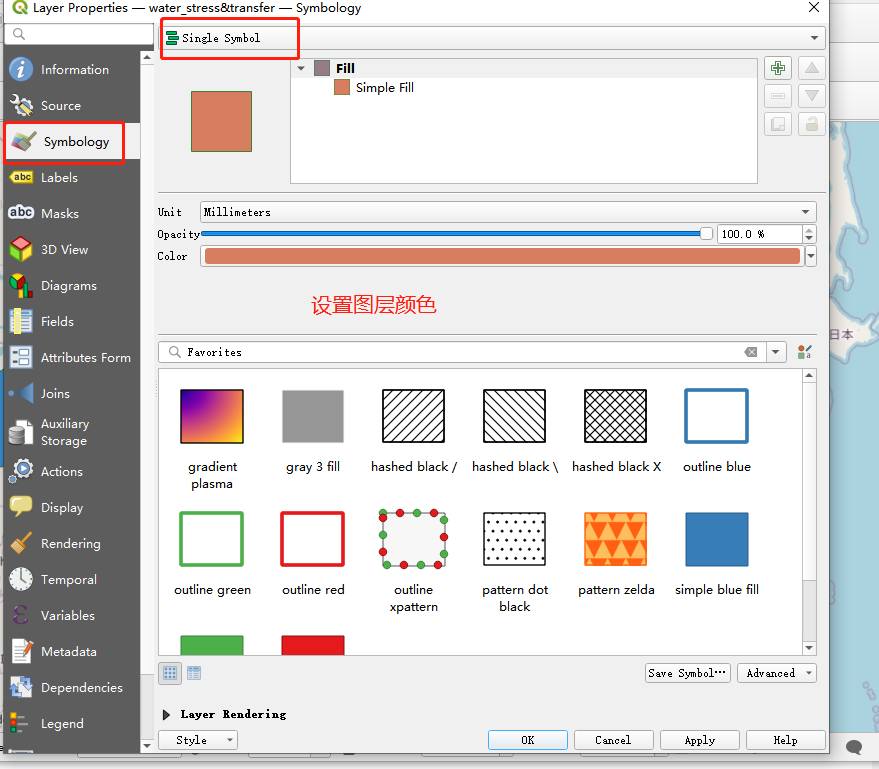 Layer Properties — water_stress&transfer — Symbology
Single Symbol
Information
Source
Symbology
Labels
Masks
3D View
Diagrams
Fields
Attributes Form
Joins
Auxiliary
Storage
Actions
Display
Rendering
Temporal
Variables
Metadata
Dependencies
Legend
Fill
Simple Fill
Unit
Millimeters
Opacity
100.0 %
Color
设置图层颜色
Favorites
gradient
plasma
gray 3 fill
hashed black /
hashed black \
hashed black X
outline blue
outline green
outline red
outline
xpattern
pattern dot
black
pattern zelda
simple blue fill
Save Symbol…
Advanced
Layer Rendering
Style
OK
Cancel
Apply
Help
日本